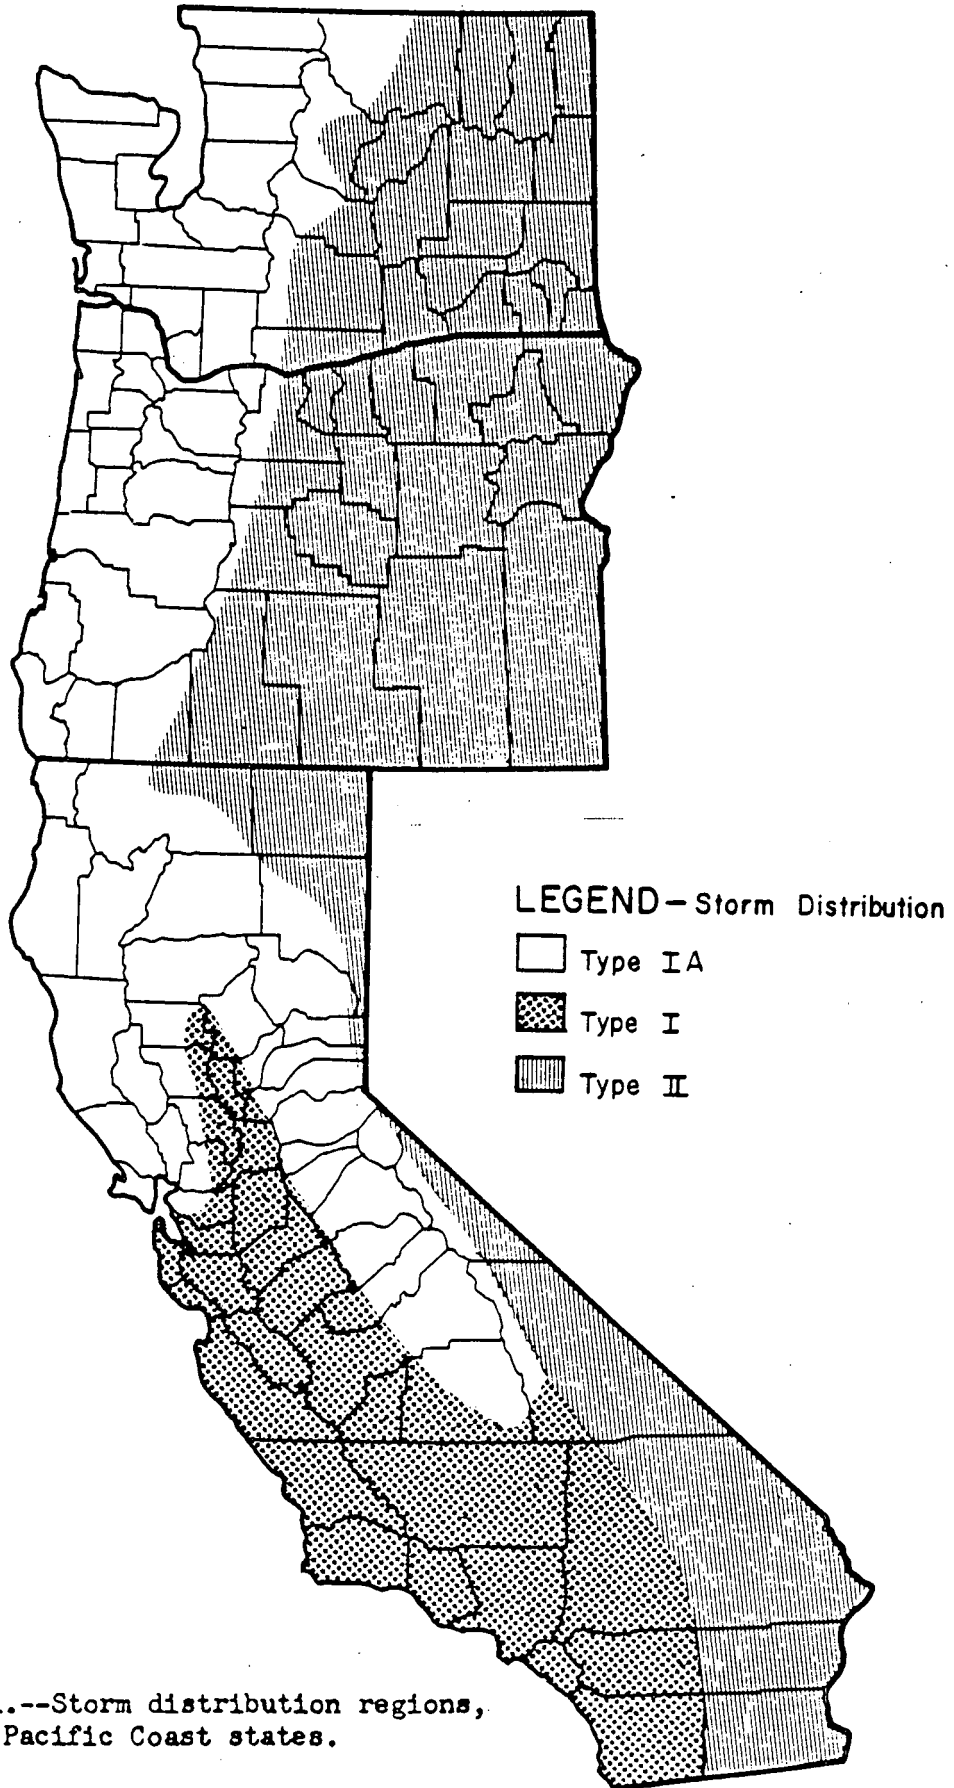 LEGEND – Storm Distribution
Type IA
Type I
Type II
.--Storm distribution regions,
Pacific Coast states.